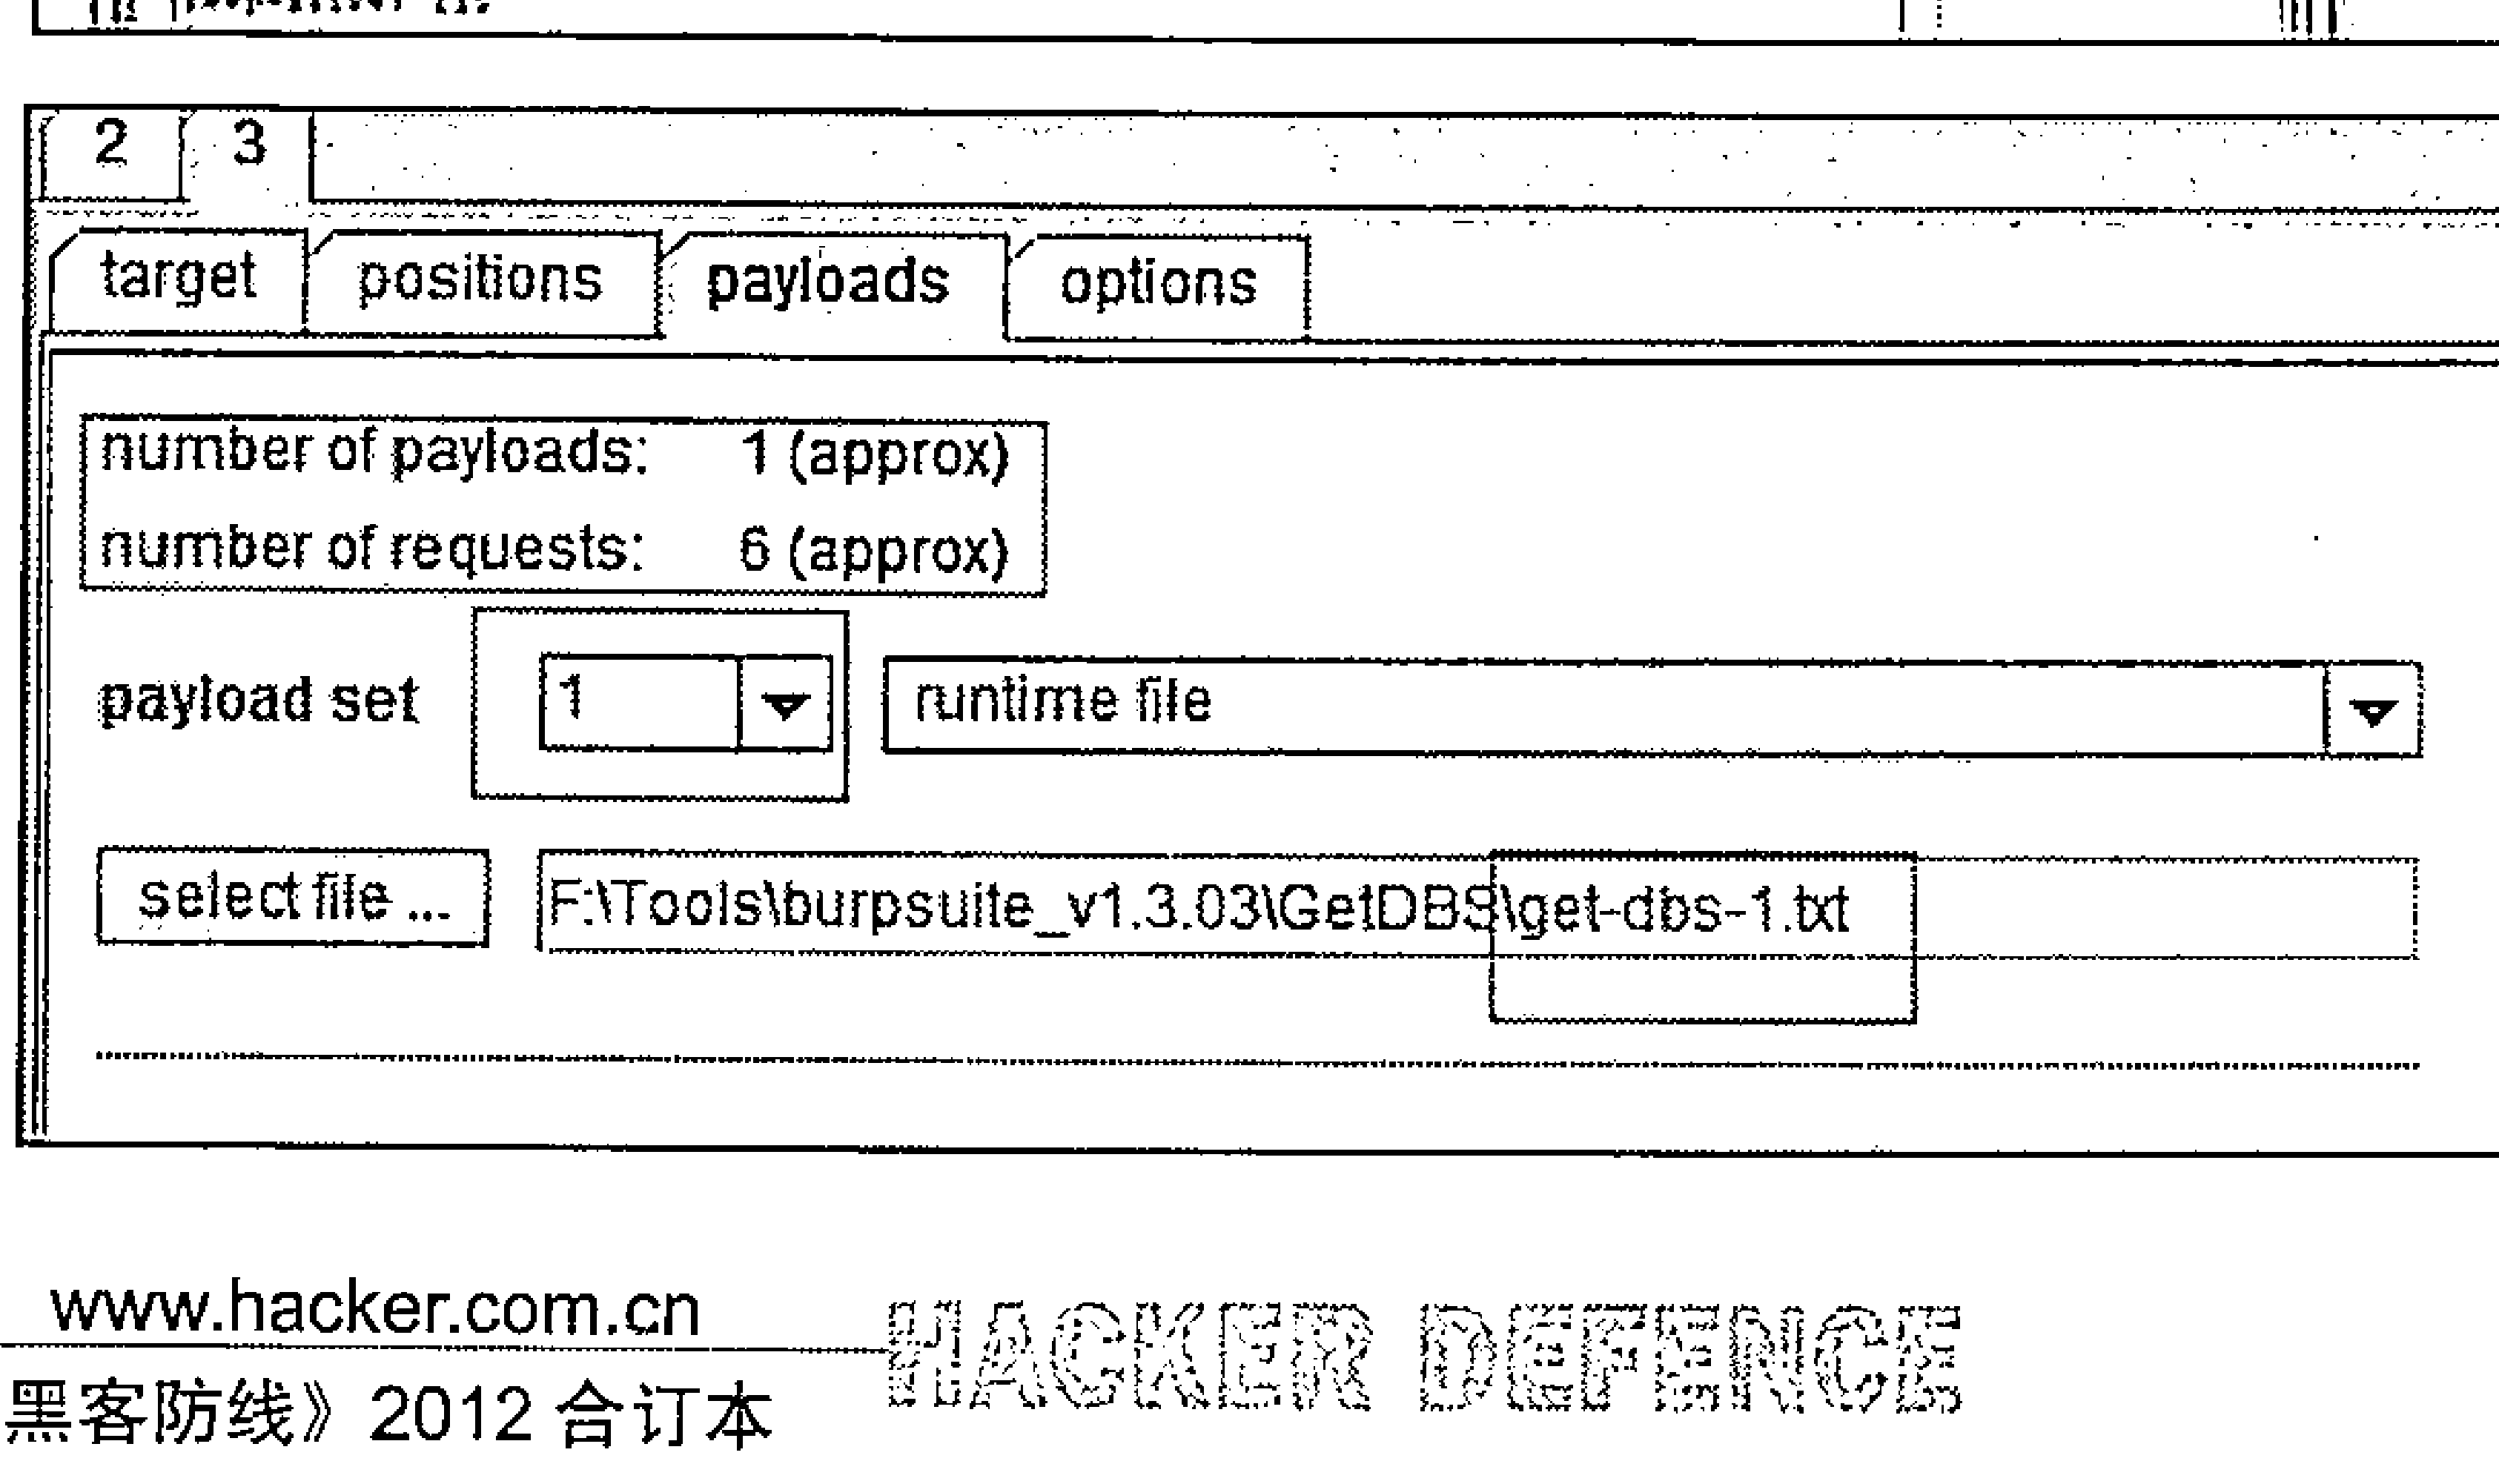 2 3
target positions payloads options
number of payloads: 1 (approx)
number of requests: 6 (approx)
payload set 1 runtime file
select file ... F:\Tools\burpsuite_v1.3.03\GetDBS\get-dbs-1.txt
www.hacker.com.cn
HACKER DEFENCE
黑客防线》2012 合订本